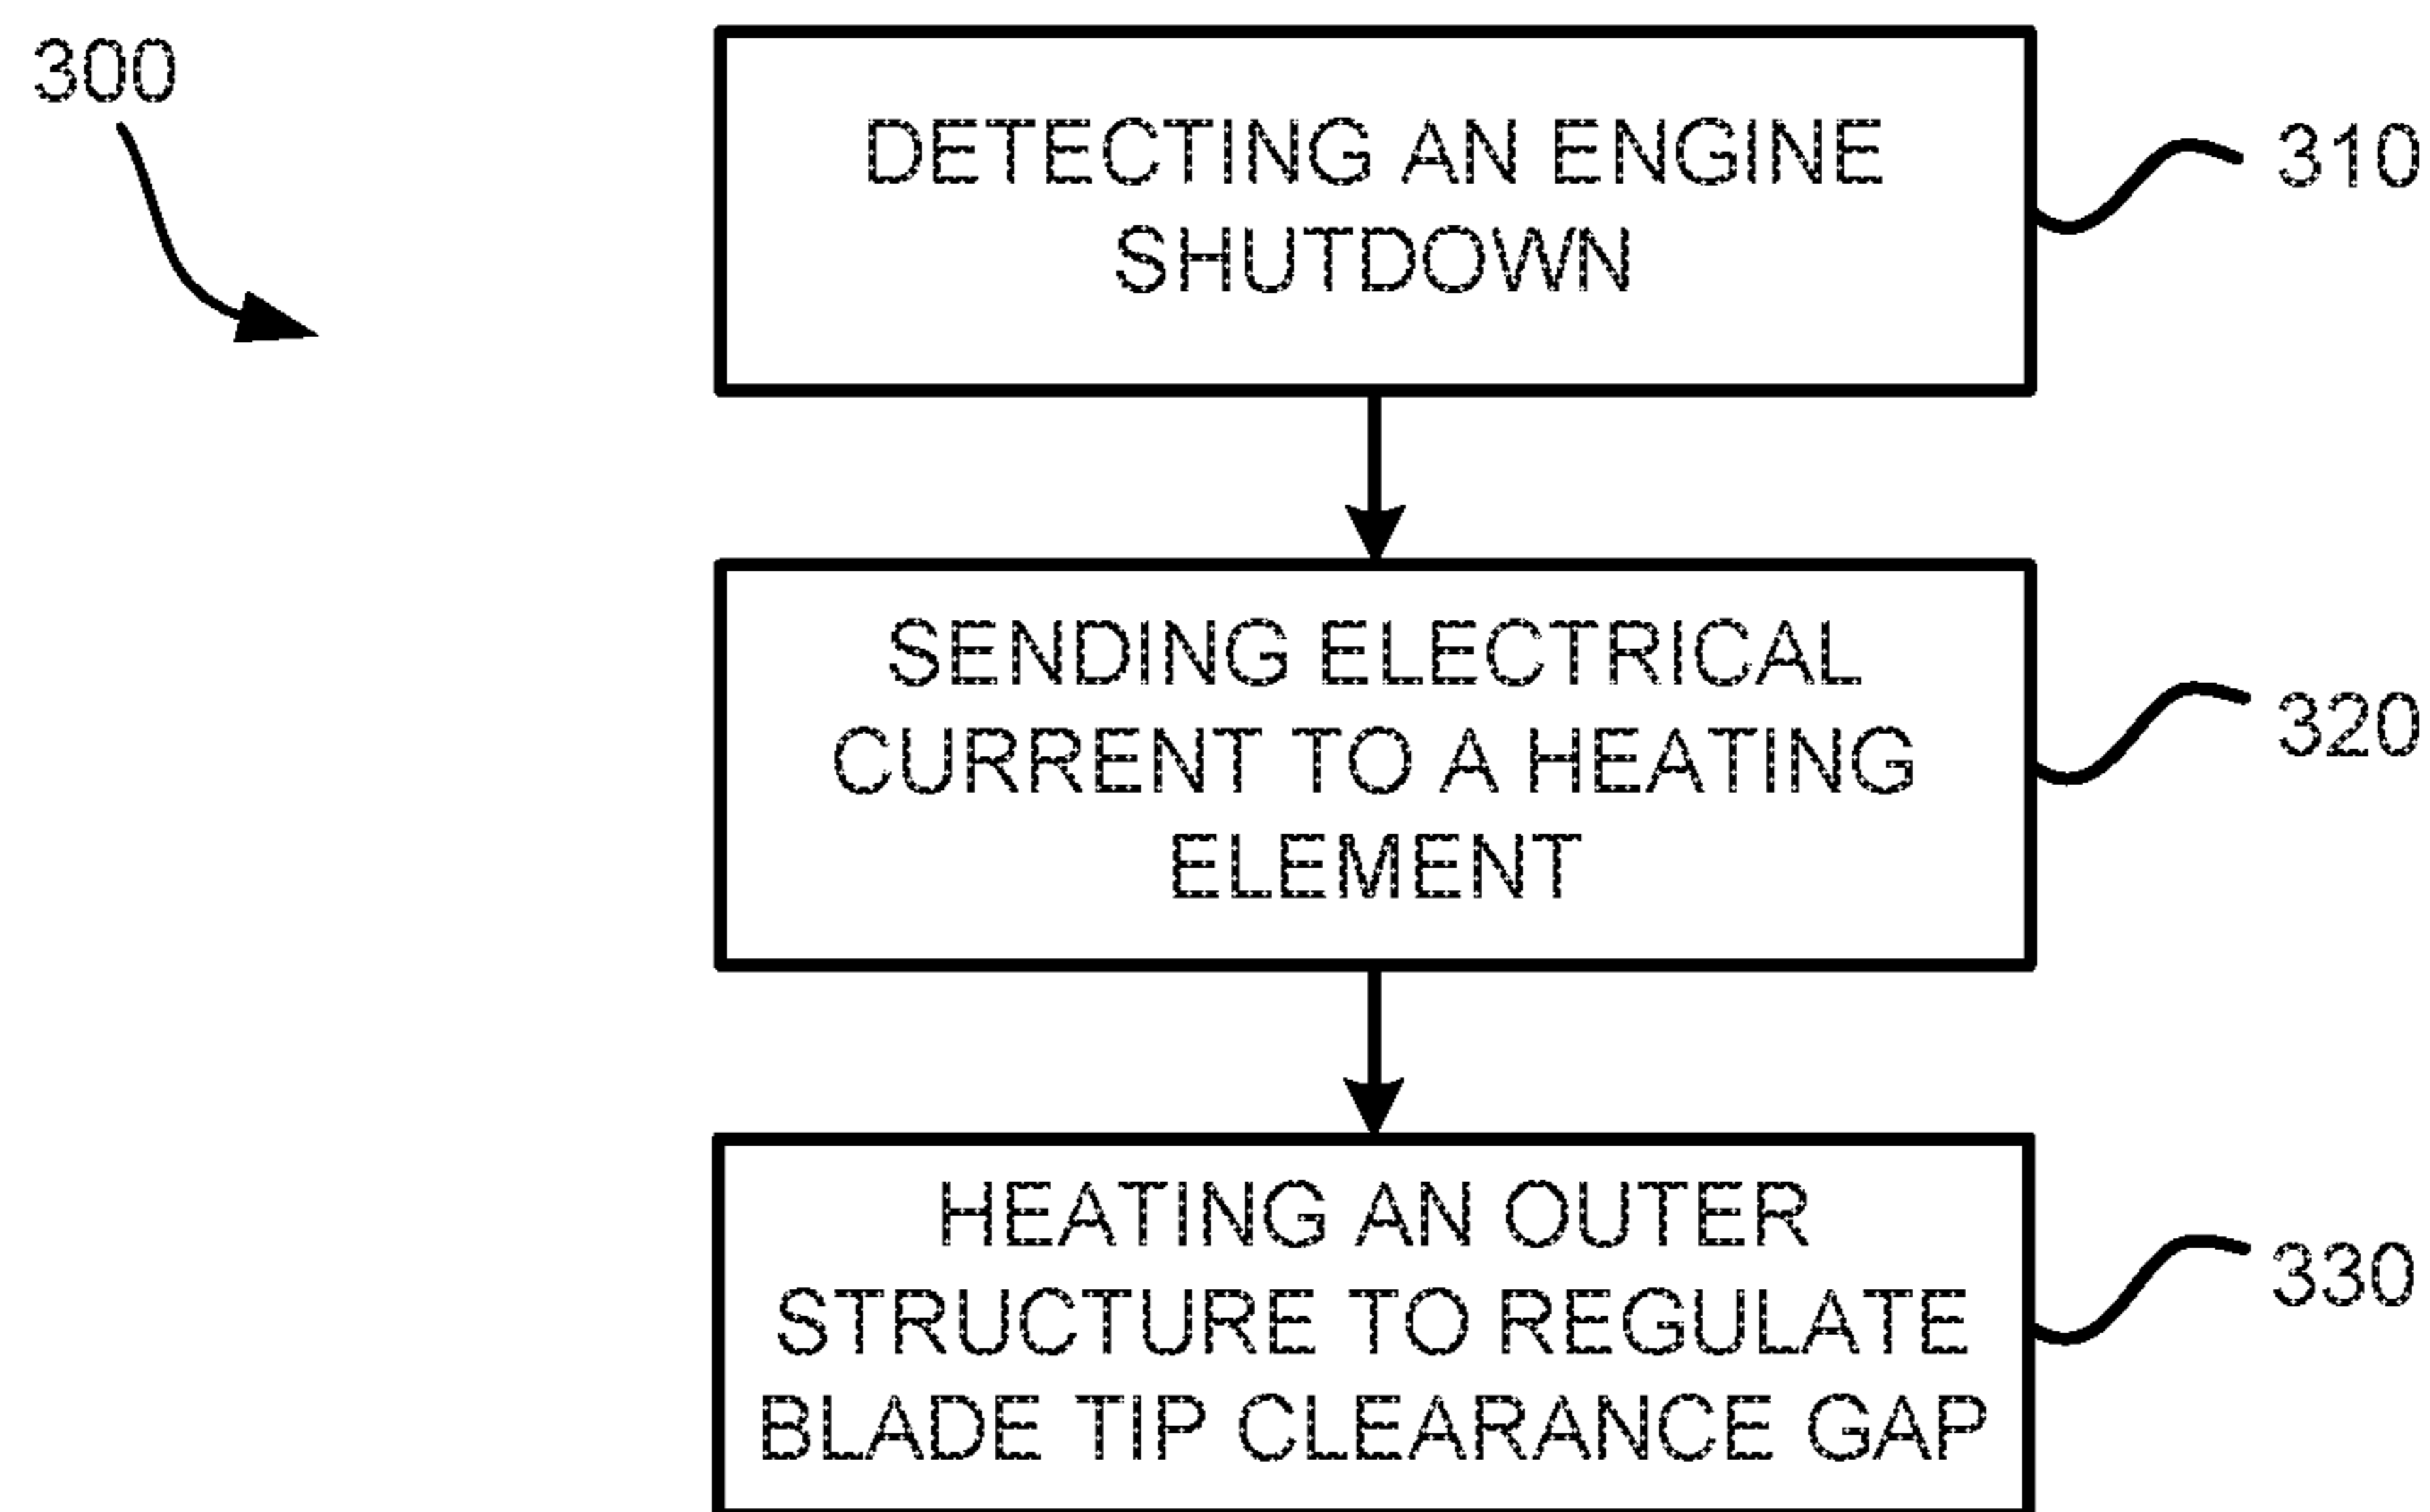 300
DETECTING AN ENGINE
SHUTDOWN
310
SENDING ELECTRICAL
CURRENT TO A HEATING
ELEMENT
320
HEATING AN OUTER
STRUCTURE TO REGULATE
BLADE TIP CLEARANCE GAP
330